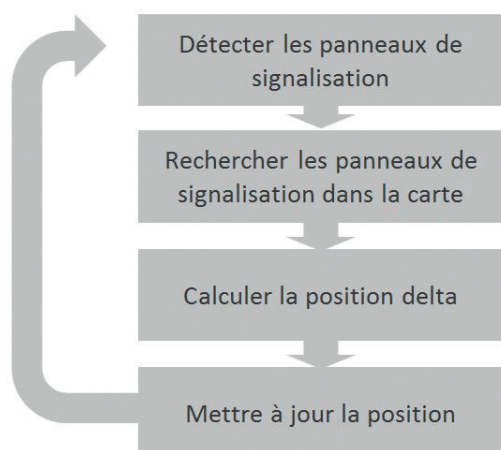 Détecter les panneaux de
signalisation
Rechercher les panneaux de
signalisation dans la carte
Calculer la position delta
Mettre à jour la position